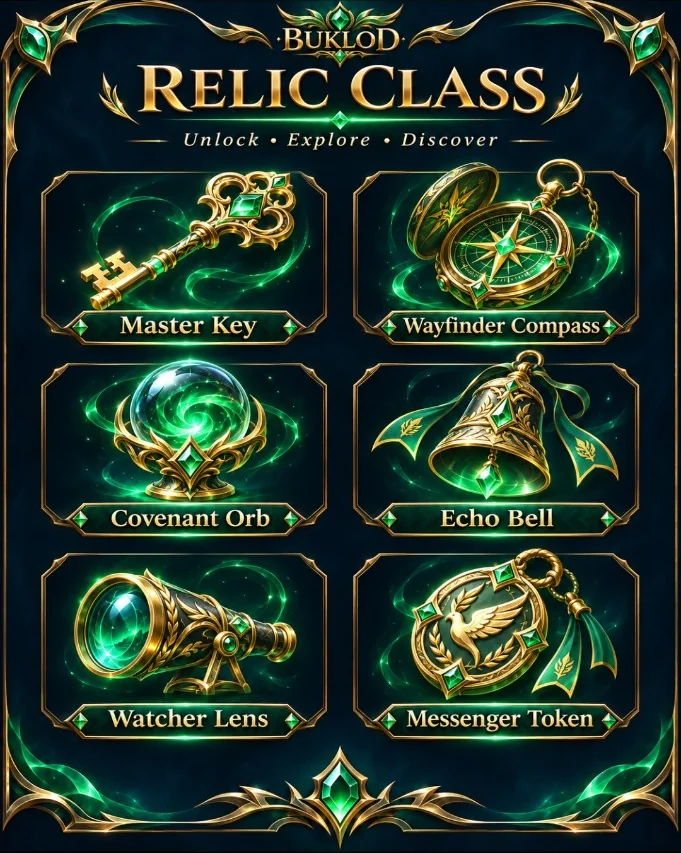 BUKLOD
RELIC CLASS
Unlock • Explore • Discover
Master Key
Wayfinder Compass
Covenant Orb
Echo Bell
Watcher Lens
Messenger Token